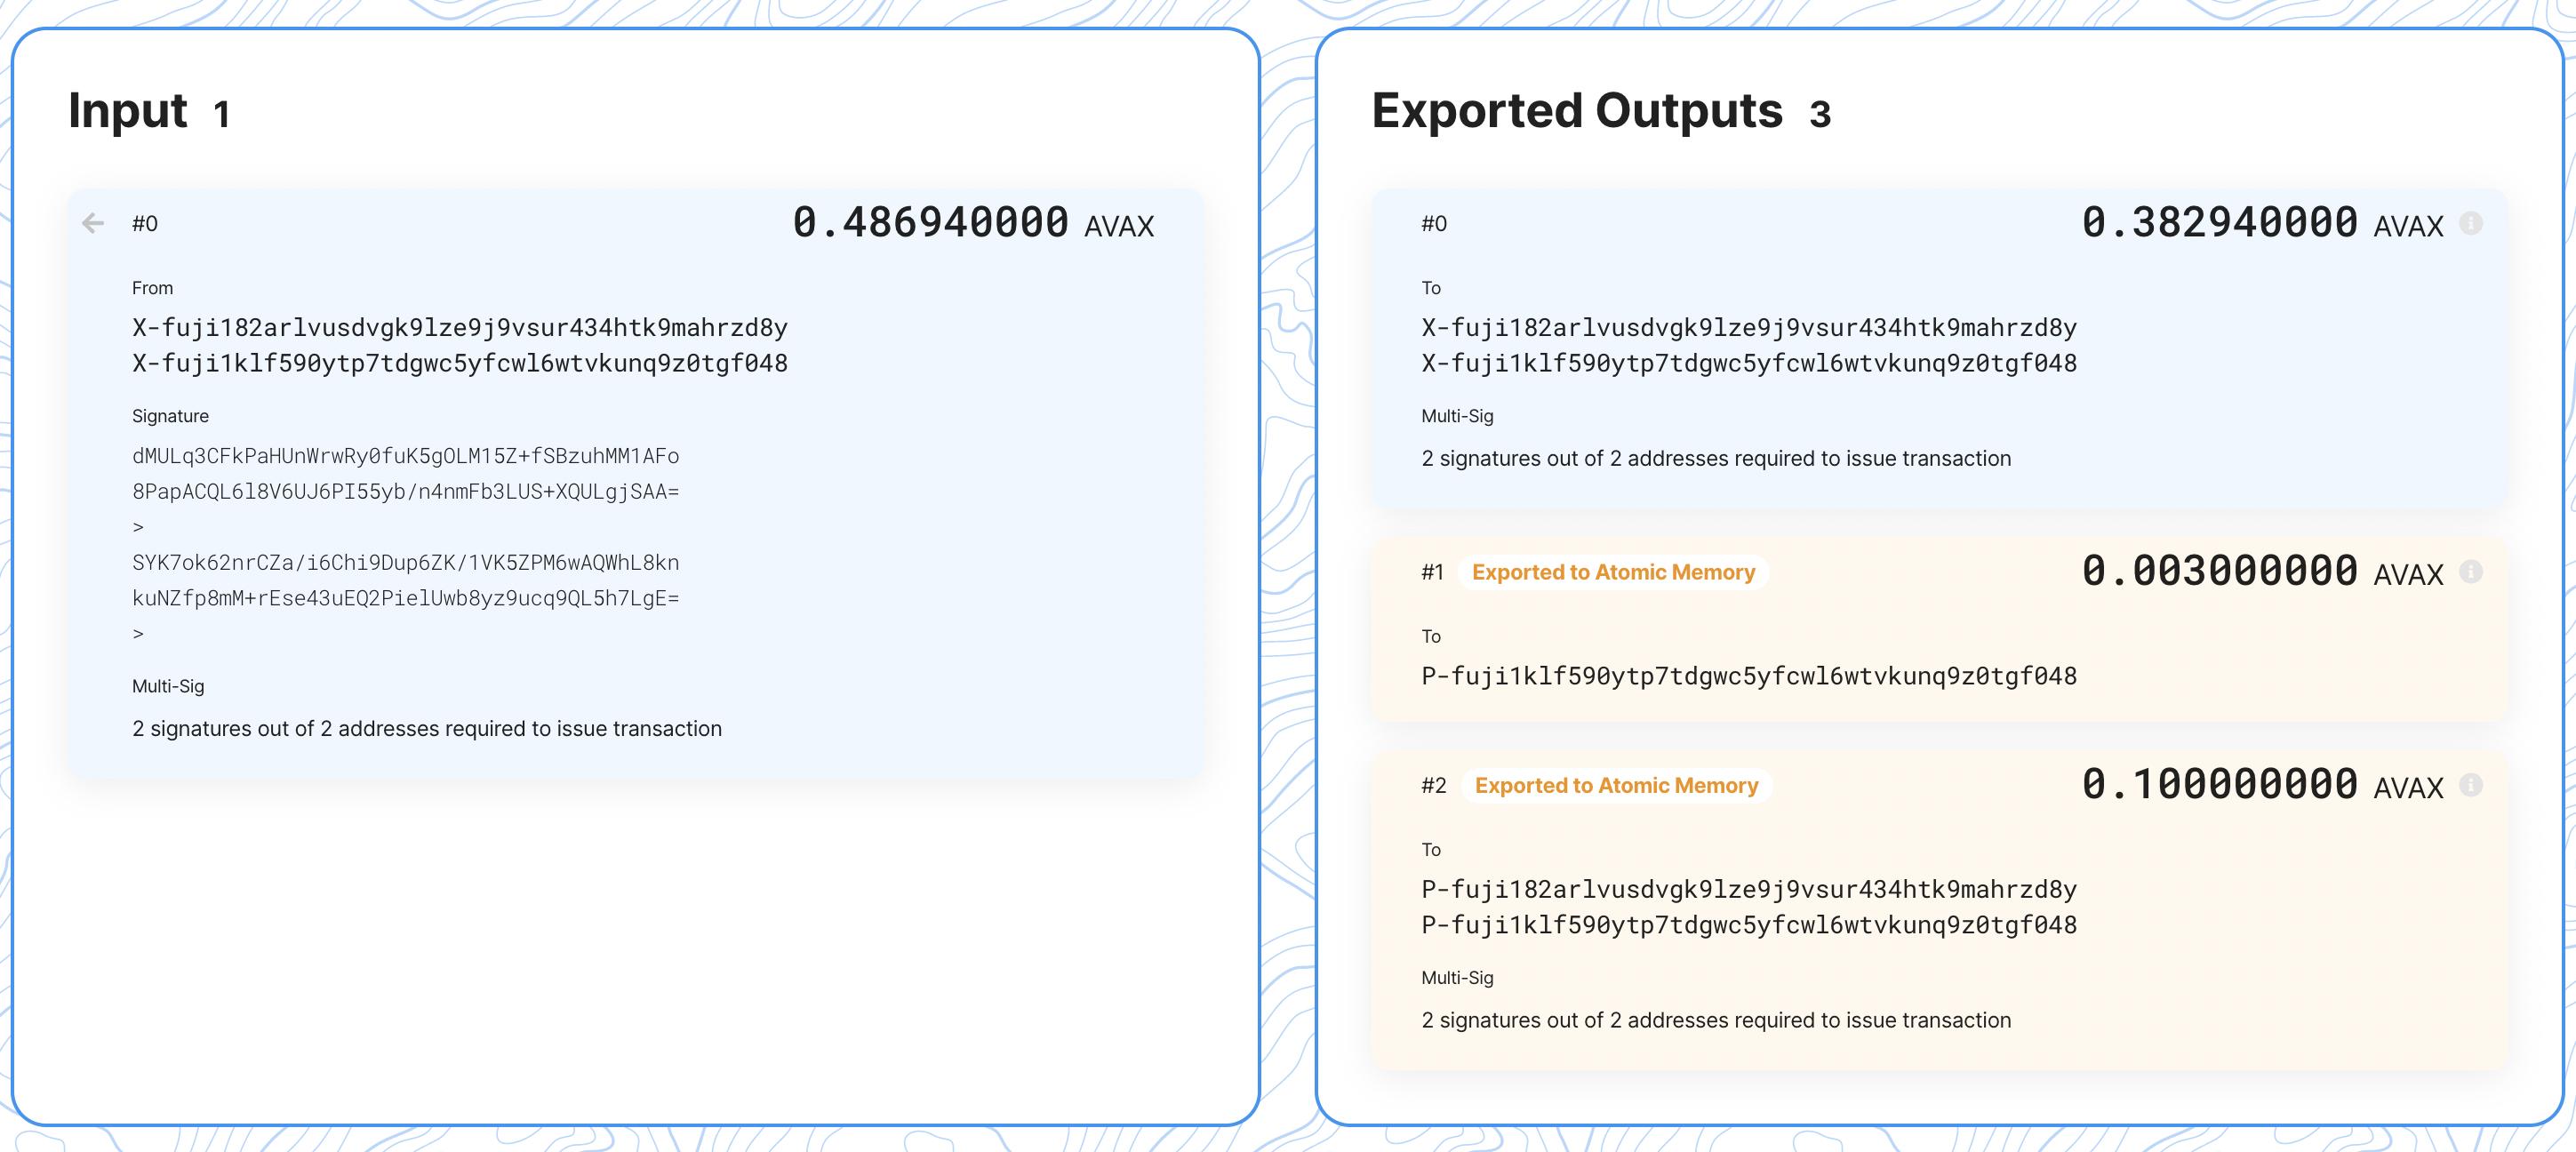 Input 1
#0 0.486940000 AVAX
From
X-fuji182arlvusdvgk9lze9j9vsur434htk9mahrzd8y
X-fuji1klf590ytp7tdgwc5yfcwl6wtvkunq9z0tgf048
Signature
dMULq3CFkPaHUnWrwRy0fuK5gOLM15Z+fSBzuhMM1AFo
8PapACQL6l8V6UJ6PI55yb/n4nmFb3LUS+XQULgjSAA=
>
SYK7ok62nrCZa/i6Chi9Dup6ZK/1VK5ZPM6wAQWhL8kn
kuNZfp8mM+rEse43uEQ2PielUwb8yz9ucq9QL5h7LgE=
>
Multi-Sig
2 signatures out of 2 addresses required to issue transaction
Exported Outputs 3
#0 0.382940000 AVAX
To
X-fuji182arlvusdvgk9lze9j9vsur434htk9mahrzd8y
X-fuji1klf590ytp7tdgwc5yfcwl6wtvkunq9z0tgf048
Multi-Sig
2 signatures out of 2 addresses required to issue transaction
#1 Exported to Atomic Memory 0.003000000 AVAX
To
P-fuji1klf590ytp7tdgwc5yfcwl6wtvkunq9z0tgf048
#2 Exported to Atomic Memory 0.100000000 AVAX
To
P-fuji182arlvusdvgk9lze9j9vsur434htk9mahrzd8y
P-fuji1klf590ytp7tdgwc5yfcwl6wtvkunq9z0tgf048
Multi-Sig
2 signatures out of 2 addresses required to issue transaction